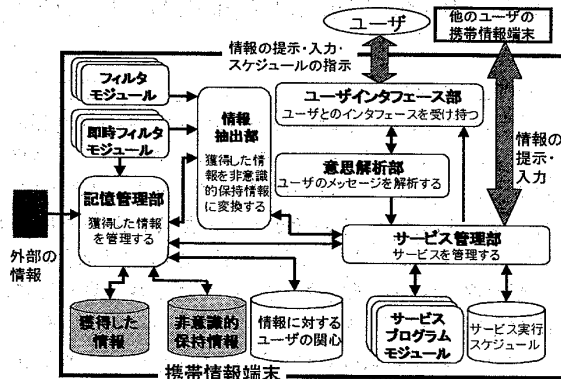 ユーザ
他のユーザの
携帯情報端末
情報の提示・入力・
スケジュールの指示
フィルタ
モジュール
即時フィルタ
モジュール
情報
抽出部
獲得した情
報を非意識
的保持情報
に変換する
ユーザインタフェース部
ユーザとのインタフェースを受け持つ
意思解析部
ユーザのメッセージを解析する
情報の
提示・
入力
記憶管理部
獲得した情報
を管理する
サービス管理部
サービスを管理する
外部の
情報
獲得した
情報
非意識的
保持情報
情報に対する
ユーザの関心
サービス
プログラム
モジュール
サービス実行
スケジュール
携帯情報端末